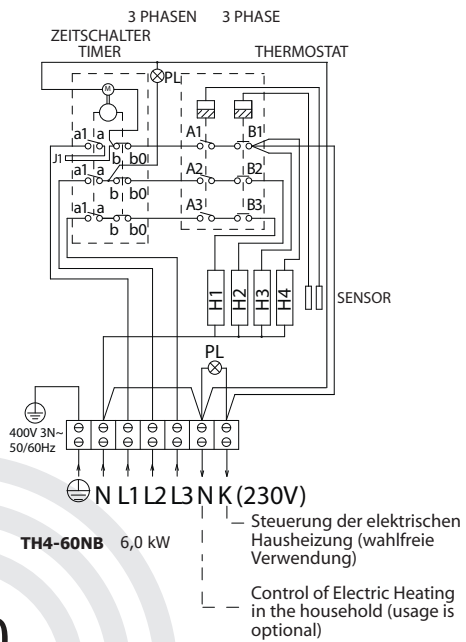 3 PHASEN 3 PHASE
ZEITSCHALTER
TIMER
THERMOSTAT
PL
M
a1 a
J1
b b0
a1 a
b b0
a1 a
b b0
A1 B1
A2 B2
A3 B3
H1 H2 H3 H4
SENSOR
PL
400V 3N~
50/60Hz
N L1 L2 L3 N K (230V)
TH4-60NB 6,0 kW
Steuerung der elektrischen
Hausheizung (wahlfreie
Verwendung)
Control of Electric Heating
in the household (usage is
optional)